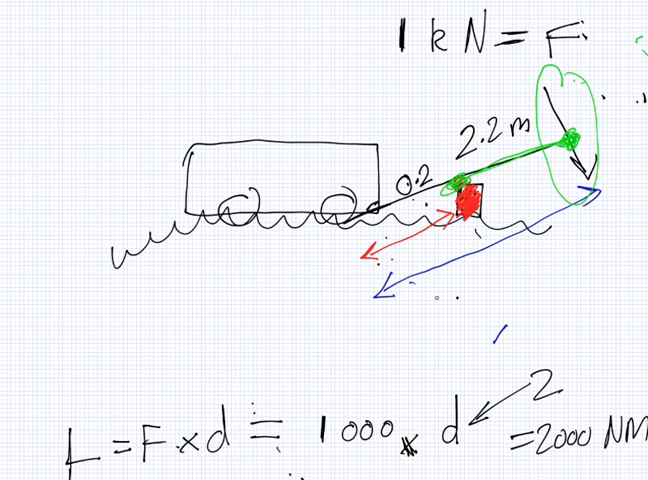 1 kN = F
2.2 m
0.2
2
= F × d = 1000 × d = 2000 NM